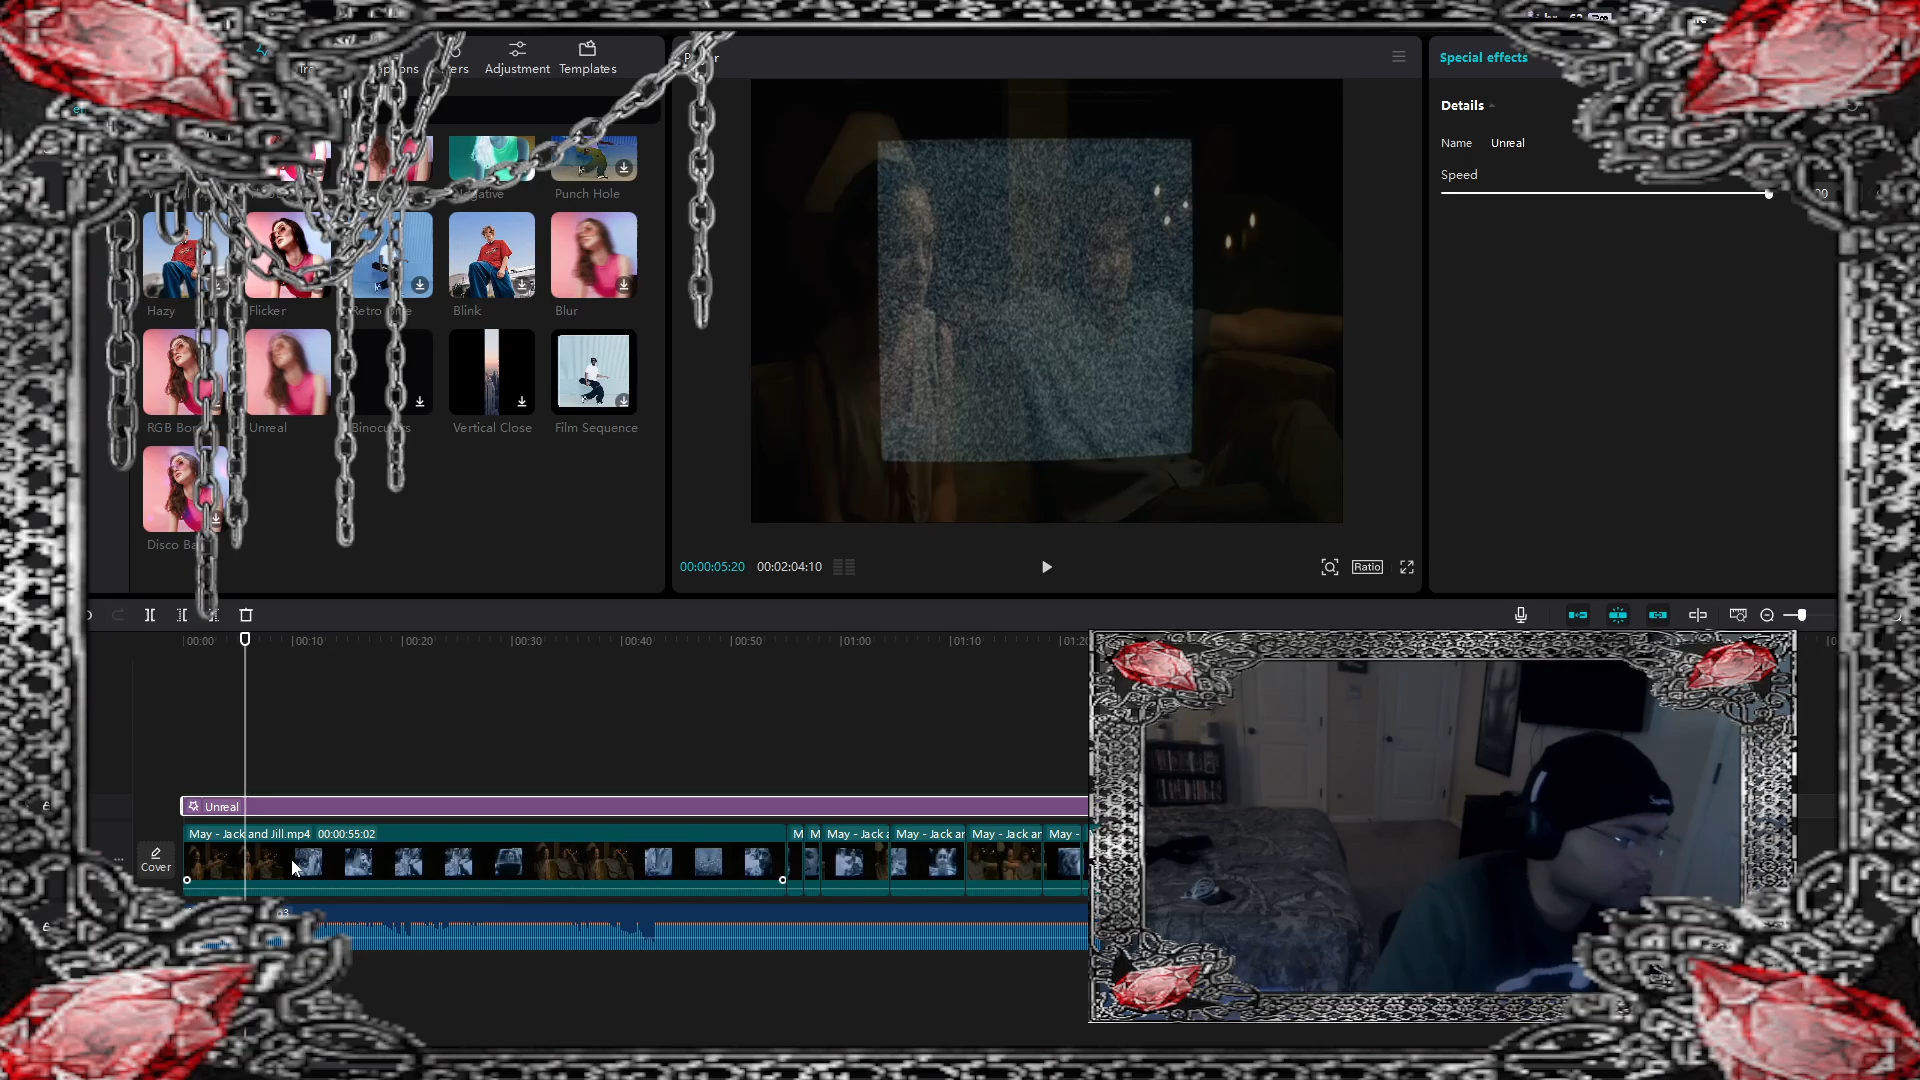 Adjustment
Templates
Special effects
Details
Name Unreal
Speed
Punch Hole
Hazy
Flicker
Blink
Blur
Unreal
Vertical Close
Film Sequence
00:00:05:20 00:02:04:10
Ratio
00:00
00:10
00:20
00:30
00:40
00:50
01:00
01:10
01:20
Unreal
May - Jack and Jill.mp4 00:00:55:02
M
M
May - Jack a
May - Jack ar
May - Jack ar
May -
Cover